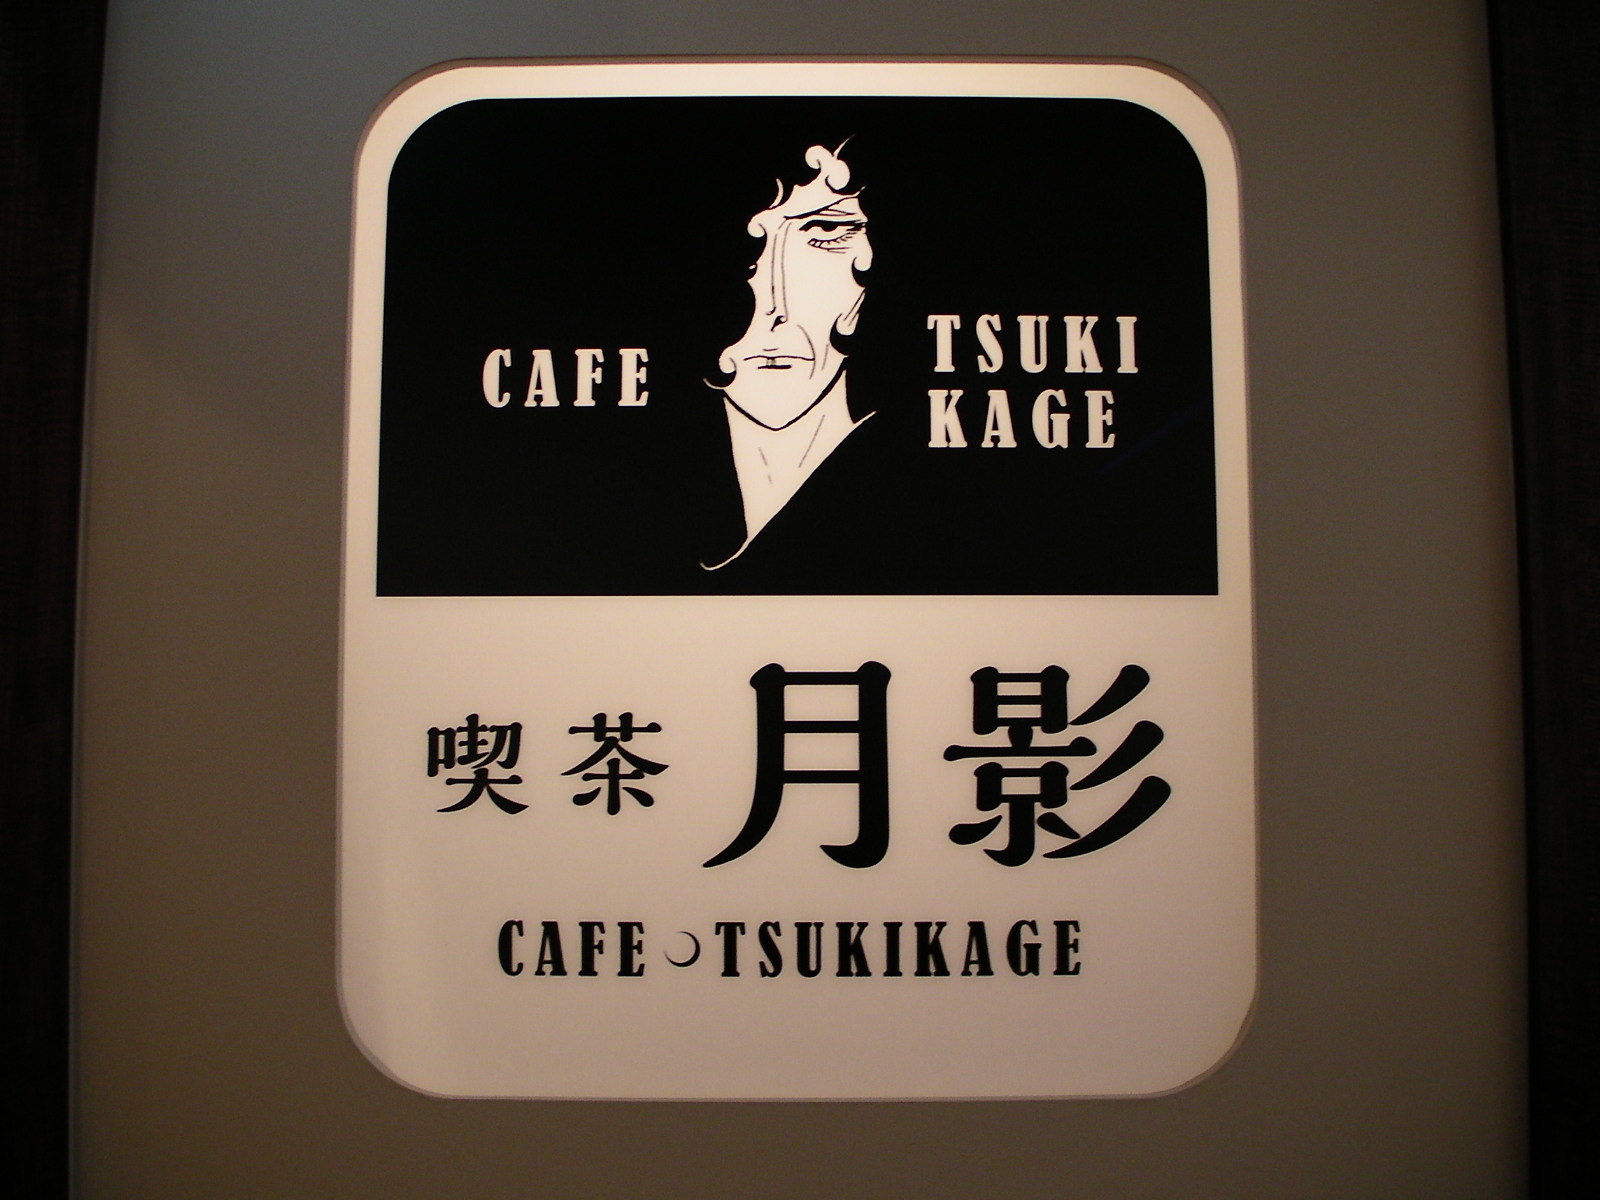 CAFE
TSUKI
KAGE
喫茶 月影
CAFE TSUKIKAGE